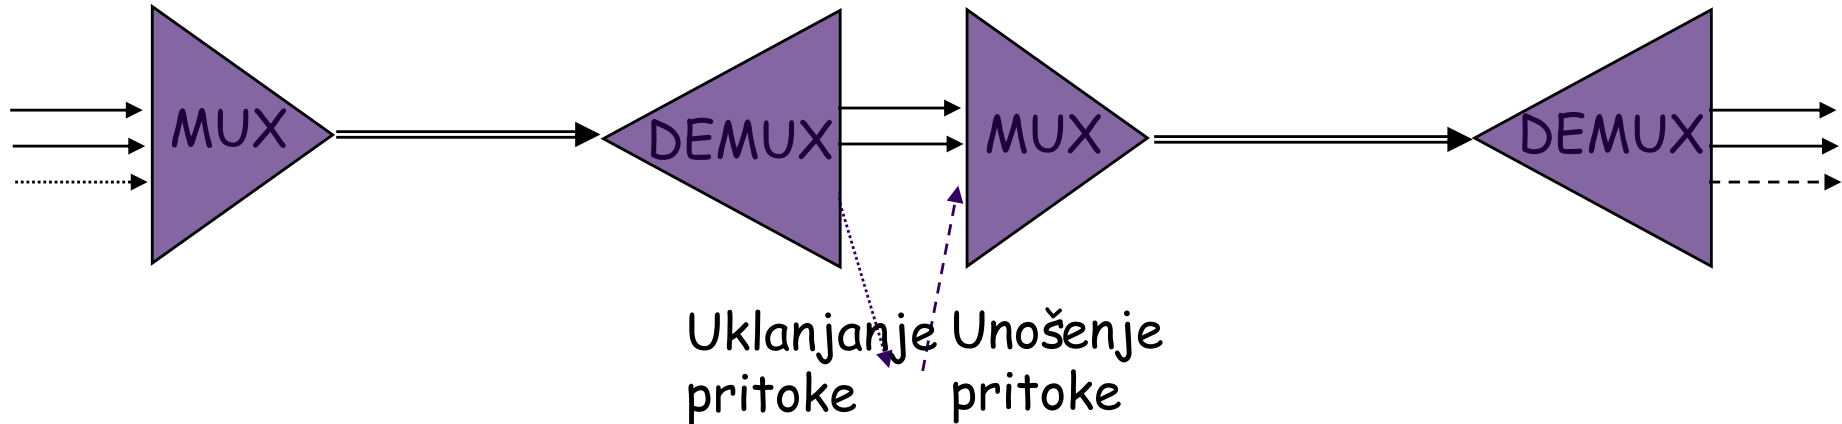 MUX
DEMUX
MUX
DEMUX
Uklanjanje
pritoke
Unošenje
pritoke